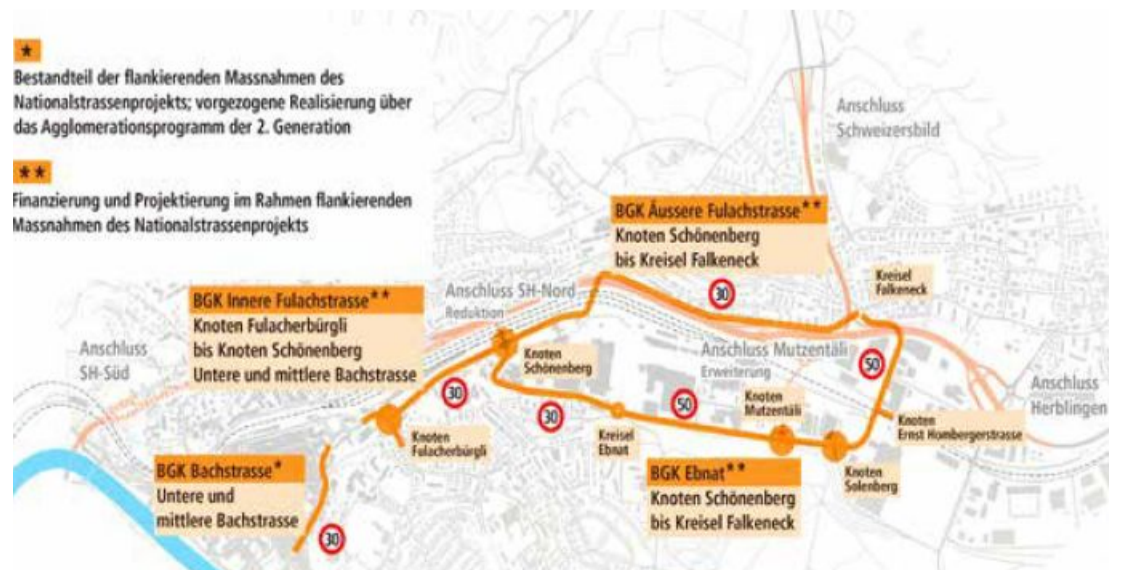 *
Bestandteil der flankierenden Massnahmen des
Nationalstrassenprojekts; vorgezogene Realisierung über
das Agglomerationsprogramm der 2. Generation
**
Finanzierung und Projektierung im Rahmen flankierenden
Massnahmen des Nationalstrassenprojekts
Anschluss
Schweizersbild
BGK Äussere Fulachstrasse**
Knoten Schönenberg
bis Kreisel Falkeneck
30
Kreisel
Falkeneck
Anschluss SH-Nord
Reduktion
BGK Innere Fulachstrasse**
Knoten Fulacherbürgli
bis Knoten Schönenberg
Untere und mittlere Bachstrasse
Anschluss
SH-Süd
Knoten
Schönenberg
Anschluss Mutzentäli
Erweiterung
50
Anschluss
Herblingen
30
30
50
Knoten
Mutzentäli
Knoten
Ernst Hombergerstrasse
Knoten
Fulacherbürgli
Kreisel
Ebnat
BGK Bachstrasse*
Untere und
mittlere Bachstrasse
30
BGK Ebnat**
Knoten Schönenberg
bis Kreisel Falkeneck
Knoten
Solenberg